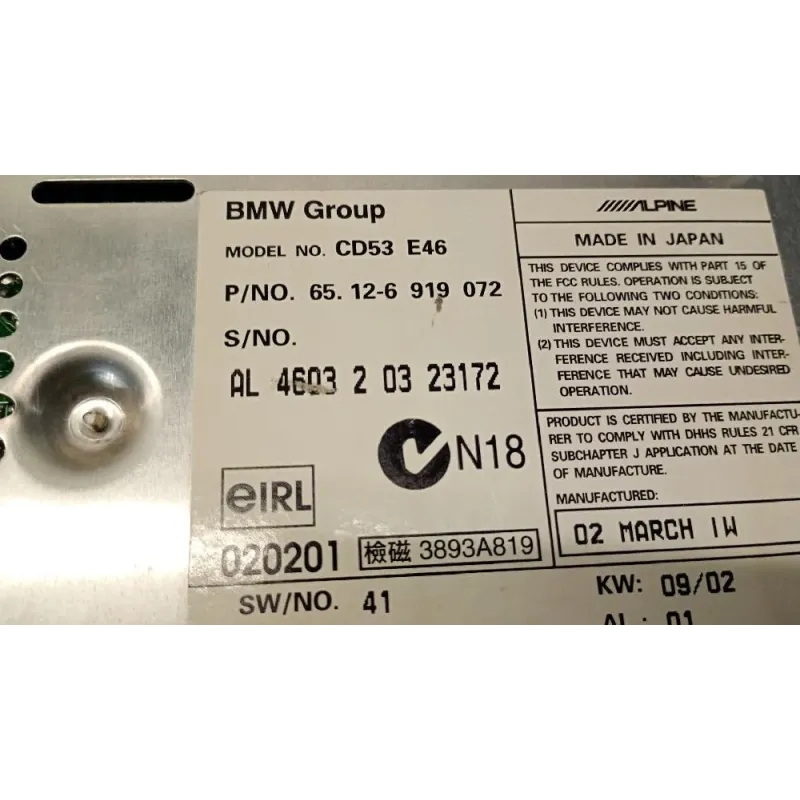 BMW Group
MODEL NO. CD53 E46
P/NO. 65. 12-6 919 072
S/NO.
AL 4603 2 03 23172
N18
eIRL
020201
檢磁 3893A819
SW/NO. 41
ALPINE
MADE IN JAPAN
THIS DEVICE COMPLIES WITH PART 15 OF
THE FCC RULES. OPERATION IS SUBJECT
TO THE FOLLOWING TWO CONDITIONS:
(1) THIS DEVICE MAY NOT CAUSE HARMFUL
INTERFERENCE.
(2) THIS DEVICE MUST ACCEPT ANY INTER-
FERENCE RECEIVED INCLUDING INTER-
FERENCE THAT MAY CAUSE UNDESIRED
OPERATION.
PRODUCT IS CERTIFIED BY THE MANUFACTU-
RER TO COMPLY WITH DHHS RULES 21 CFR
SUBCHAPTER J APPLICATION AT THE DATE
OF MANUFACTURE.
MANUFACTURED:
02 MARCH 1W
KW: 09/02
AL: 01